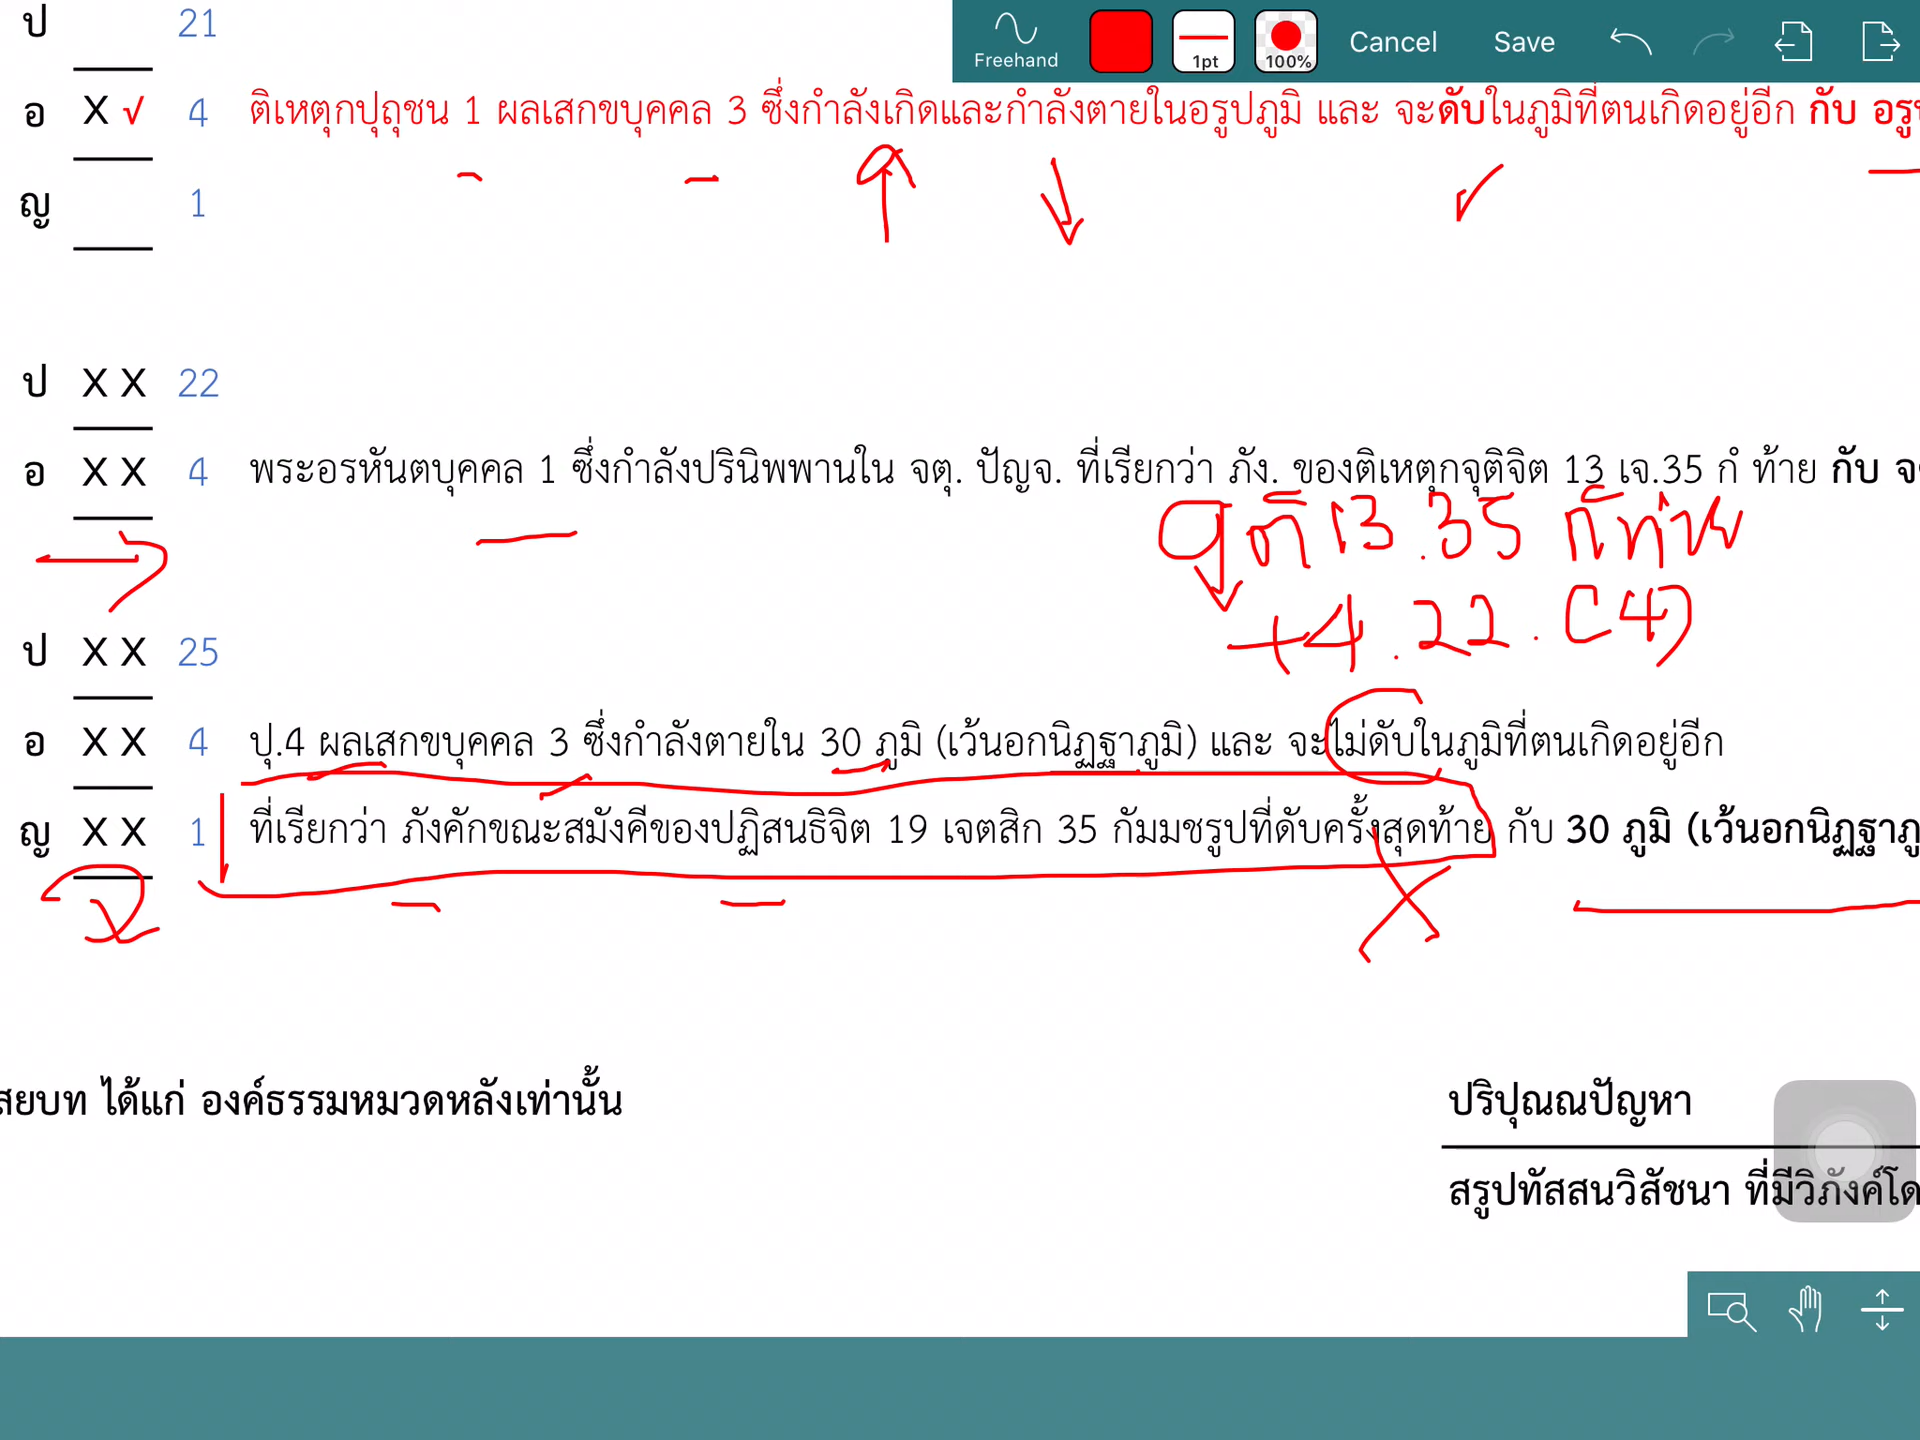 ป 21
Freehand 1pt 100% Cancel Save
อ X √ 4 ติเหตุกปุถุชน 1 ผลเสกขบุคคล 3 ซึ่งกำลังเกิดและกำลังตายในอรูปภูมิ และ จะดับในภูมิที่ตนเกิดอยู่อีก กับ อรูป
ญ 1
ป X X 22
อ X X 4 พระอรหันตบุคคล 1 ซึ่งกำลังปรินิพพานใน จตุ. ปัญจ. ที่เรียกว่า ภัง. ของติเหตุกจุติจิต 13 เจ.35 กํ ท้าย กับ จ
จุติ 13.35 กํท้าย
+4.22.(4)
ป X X 25
อ X X 4 ปุ.4 ผลเสกขบุคคล 3 ซึ่งกำลังตายใน 30 ภูมิ (เว้นอกนิฏฐาภูมิ) และ จะไม่ดับในภูมิที่ตนเกิดอยู่อีก
ญ X X 1 ที่เรียกว่า ภังคักขณะสมังคีของปฏิสนธิจิต 19 เจตสิก 35 กัมมชรูปที่ดับครั้งสุดท้าย กับ 30 ภูมิ (เว้นอกนิฏฐาภู
สยบท ได้แก่ องค์ธรรมหมวดหลังเท่านั้น
ปริปุณณปัญหา
สรูปทัสสนวิสัชนา ที่มีวิภังค์โด